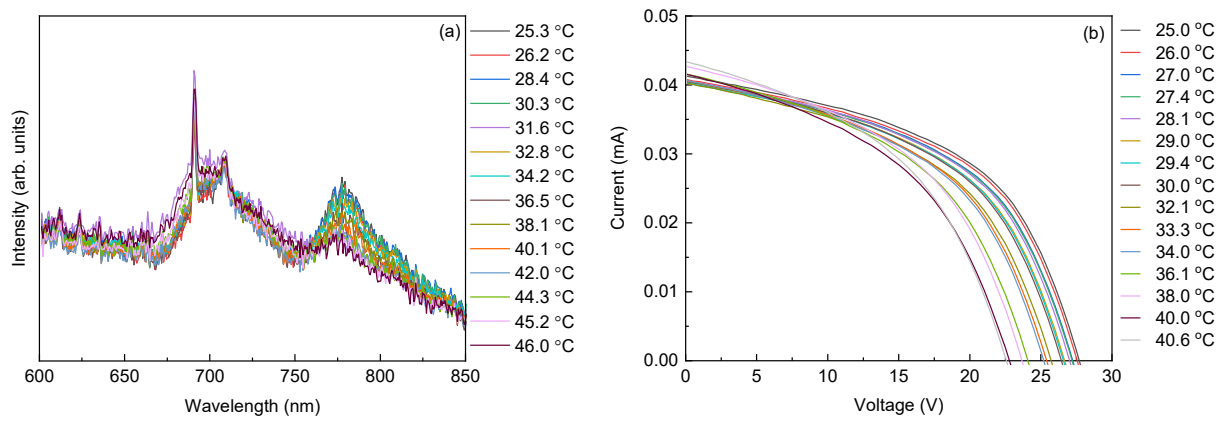 (a)
Intensity (arb. units)
600 650 700 750 800 850
Wavelength (nm)
25.3 °C
26.2 °C
28.4 °C
30.3 °C
31.6 °C
32.8 °C
34.2 °C
36.5 °C
38.1 °C
40.1 °C
42.0 °C
44.3 °C
45.2 °C
46.0 °C
(b)
Current (mA)
0.05
0.04
0.03
0.02
0.01
0.00
0 5 10 15 20 25 30
Voltage (V)
25.0 °C
26.0 °C
27.0 °C
27.4 °C
28.1 °C
29.0 °C
29.4 °C
30.0 °C
32.1 °C
33.3 °C
34.0 °C
36.1 °C
38.0 °C
40.0 °C
40.6 °C